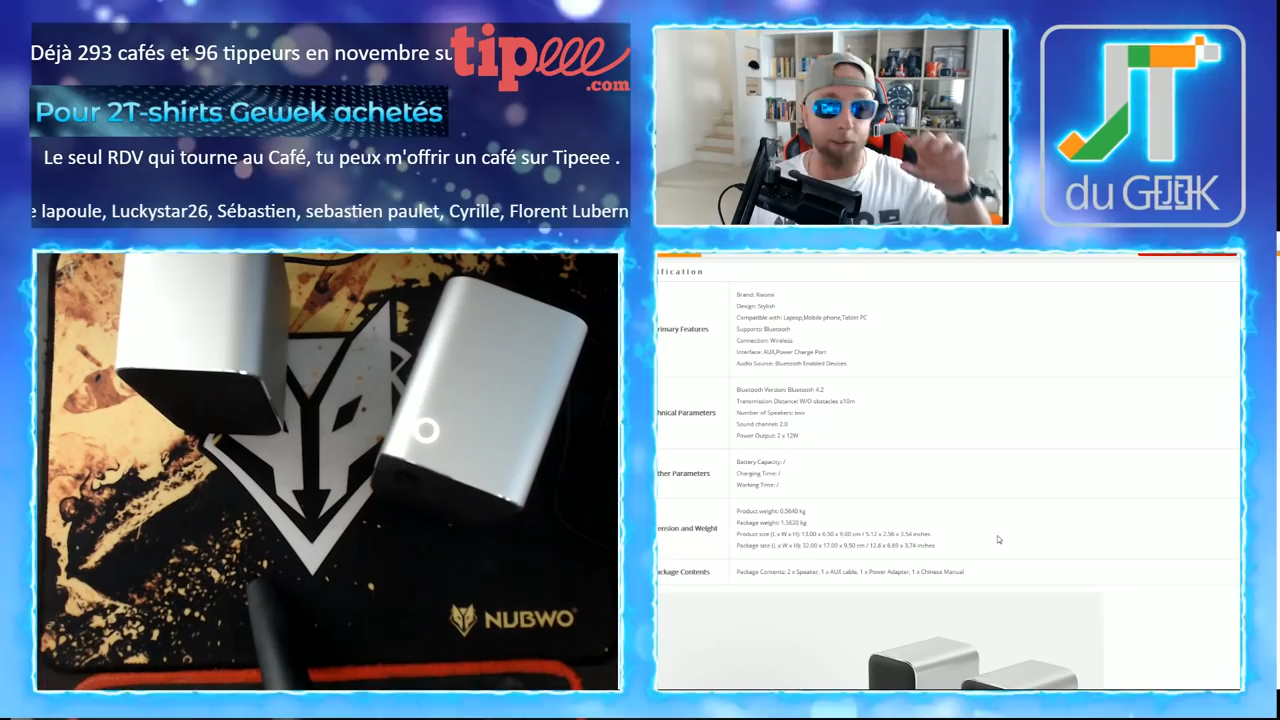 Déjà 293 cafés et 96 tippeurs en novembre su
tipeee
.com
Pour 2T-shirts Gewek achetés
Le seul RDV qui tourne au Café, tu peux m'offrir un café sur Tipeee .
e lapoule, Luckystar26, Sébastien, sebastien paulet, Cyrille, Florent Lubern
JT
du GEEK
NUBWO
ification
rimary Features
Brand: Xiaomi
Design: Stylish
Compatible with: Laptop,Mobile phone,Tablet PC
Supports: Bluetooth
Connection: Wireless
Interface: AUX,Power Charge Port
Audio Source: Bluetooth Enabled Devices
hnical Parameters
Bluetooth Version: Bluetooth 4.2
Transmission Distance: W/O obstacles ≤10m
Number of Speakers: two
Sound channel: 2.0
Power Output: 2 x 12W
ther Parameters
Battery Capacity: /
Charging Time: /
Working Time: /
ension and Weight
Product weight: 0.5640 kg
Package weight: 1.5620 kg
Product size (L x W x H): 13.00 x 6.50 x 9.00 cm / 5.12 x 2.56 x 3.54 inches
Package size (L x W x H): 32.00 x 17.00 x 9.50 cm / 12.6 x 6.69 x 3.74 inches
ackage Contents
Package Contents: 2 x Speaker, 1 x AUX cable, 1 x Power Adapter, 1 x Chinese Manual